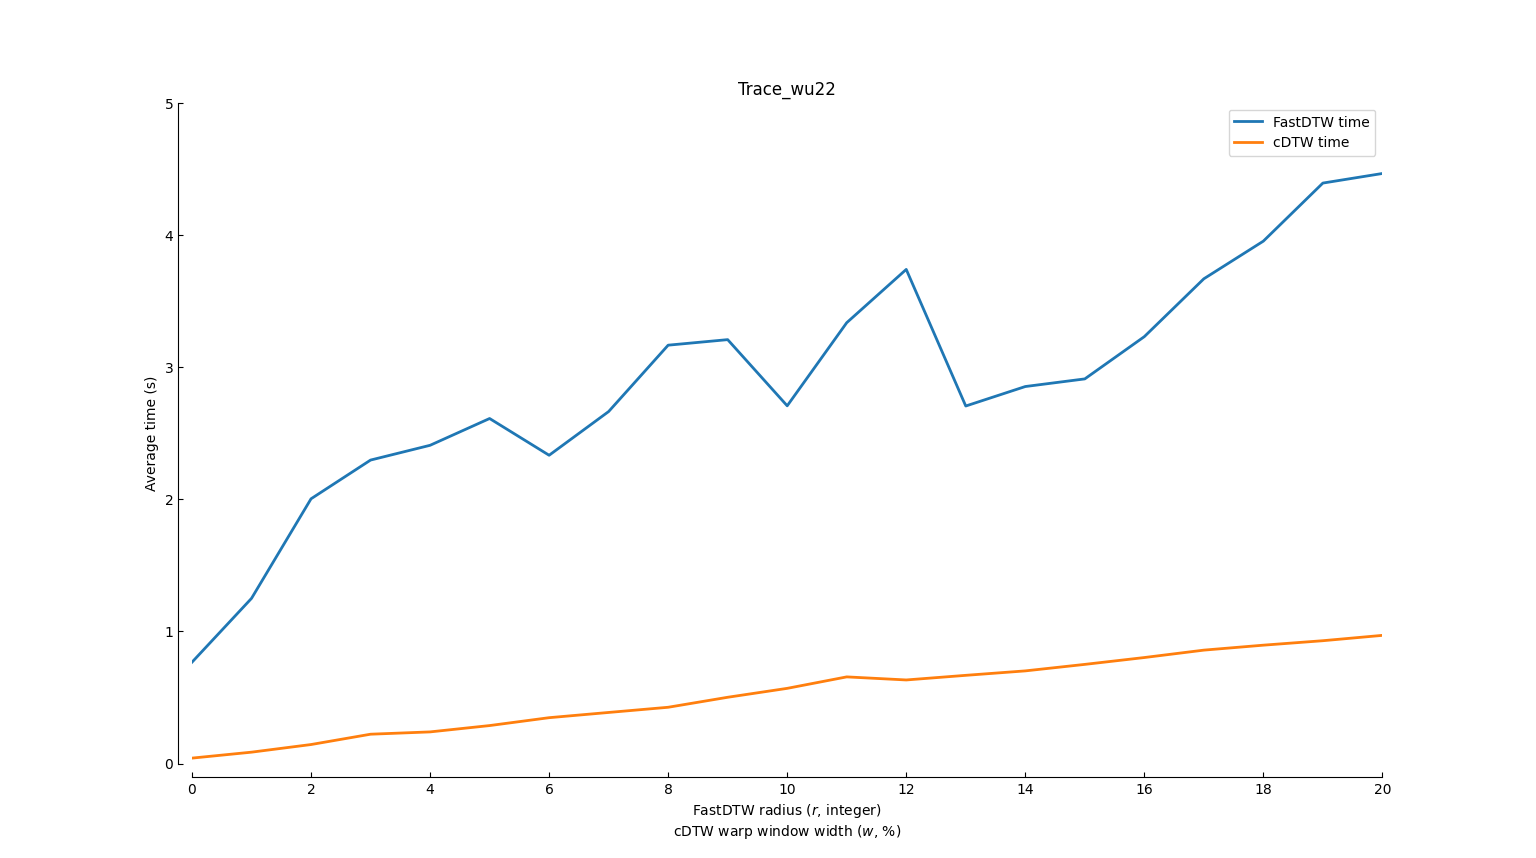 Trace_wu22
FastDTW time
cDTW time
Average time (s)
5
4
3
2
1
0
0 2 4 6 8 10 12 14 16 18 20
FastDTW radius (r, integer)
cDTW warp window width (w, %)